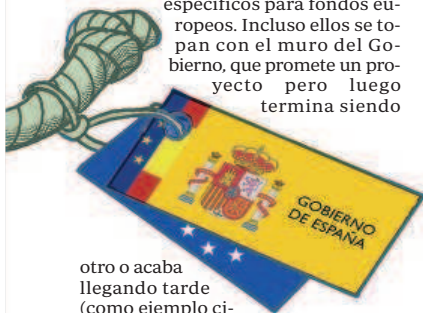 específicos para fondos eu-
ropeos. Incluso ellos se to-
pan con el muro del Go-
bierno, que promete un pro-
yecto pero luego
termina siendo
GOBIERNO
DE ESPAÑA
otro o acaba
llegando tarde
(como ejemplo ci-